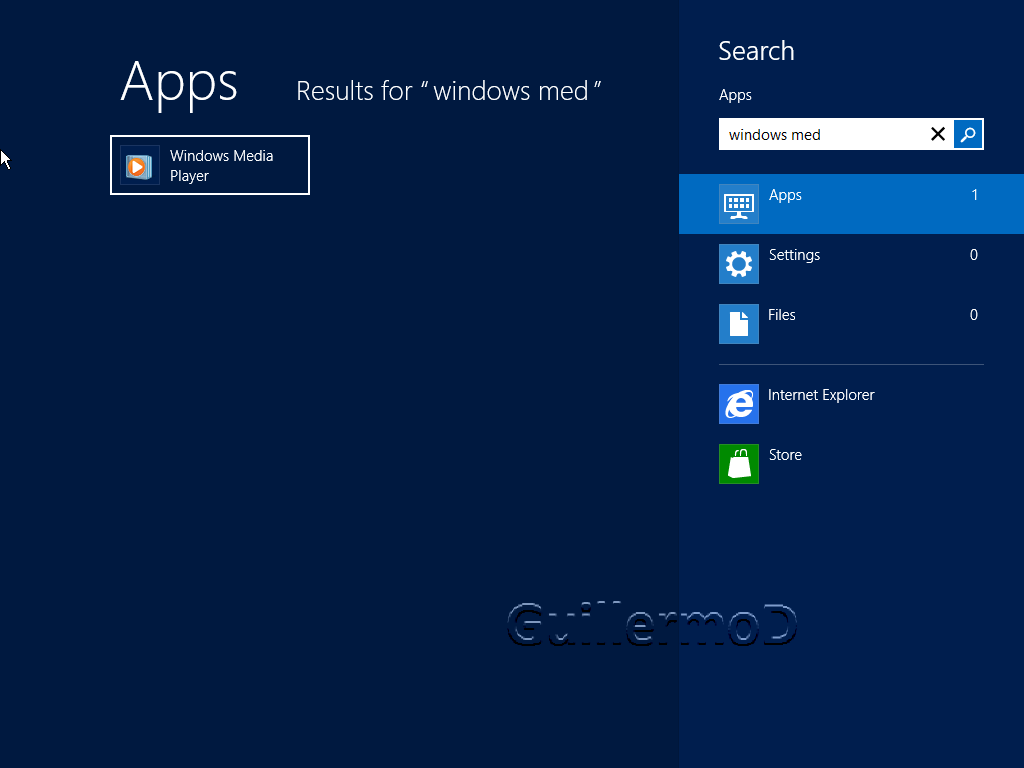 Apps
Results for “windows med”
Windows Media
Player
Search
Apps
windows med
Apps 1
Settings 0
Files 0
Internet Explorer
Store
GuillermoD